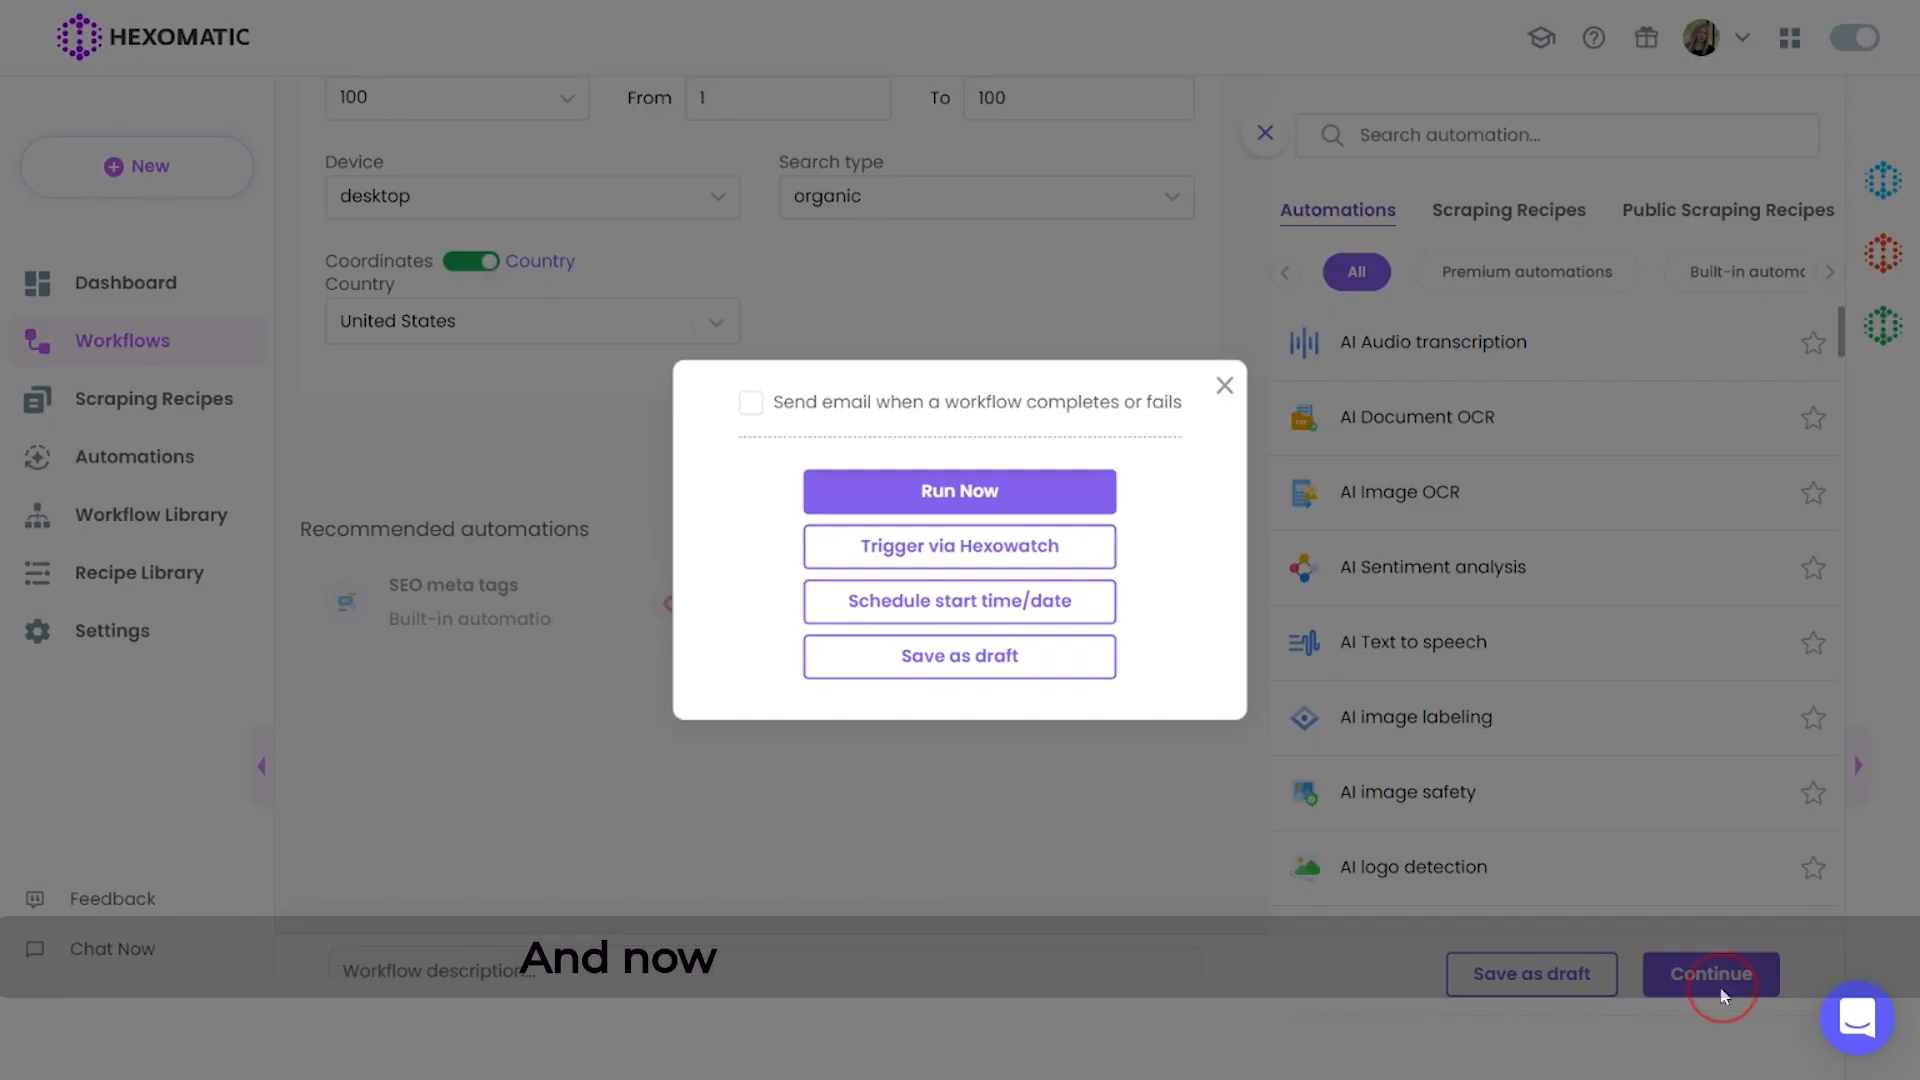 HEXOMATIC
New
Dashboard
Workflows
Scraping Recipes
Automations
Workflow Library
Recipe Library
Settings
Feedback
Chat Now
100
From
1
To
100
Device
desktop
Search type
organic
Coordinates
Country
Country
United States
Recommended automations
SEO meta tags
Built-in automatio
Send email when a workflow completes or fails
Run Now
Trigger via Hexowatch
Schedule start time/date
Save as draft
Search automation...
Automations
Scraping Recipes
Public Scraping Recipes
All
Premium automations
Built-in automc
AI Audio transcription
AI Document OCR
AI Image OCR
AI Sentiment analysis
AI Text to speech
AI image labeling
AI image safety
AI logo detection
Workflow description...
And now
Save as draft
Continue